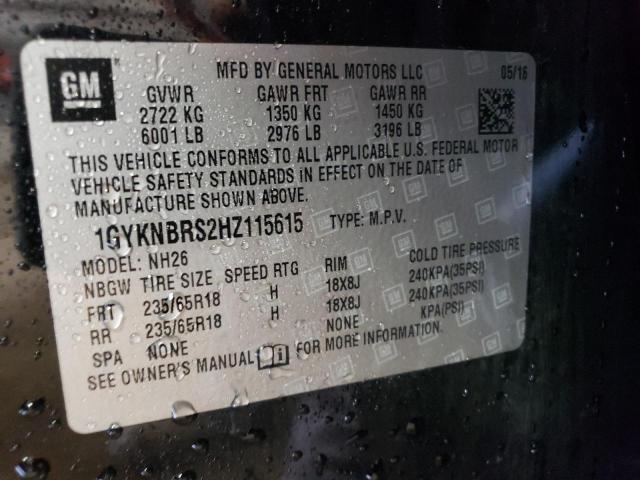 GM
MFD BY GENERAL MOTORS LLC 05/16
GVWR GAWR FRT GAWR RR
2722 KG 1350 KG 1450 KG
6001 LB 2976 LB 3196 LB
THIS VEHICLE CONFORMS TO ALL APPLICABLE U.S. FEDERAL MOTOR
VEHICLE SAFETY STANDARDS IN EFFECT ON THE DATE OF
MANUFACTURE SHOWN ABOVE.
1GYKNBRS2HZ115615 TYPE: M.P.V.
MODEL: NH26
NBGW TIRE SIZE SPEED RTG RIM COLD TIRE PRESSURE
FRT 235/65R18 H 18X8J 240KPA(35PSI)
RR 235/65R18 H 18X8J 240KPA(35PSI)
SPA NONE NONE KPA(PSI)
SEE OWNER'S MANUAL FOR MORE INFORMATION.